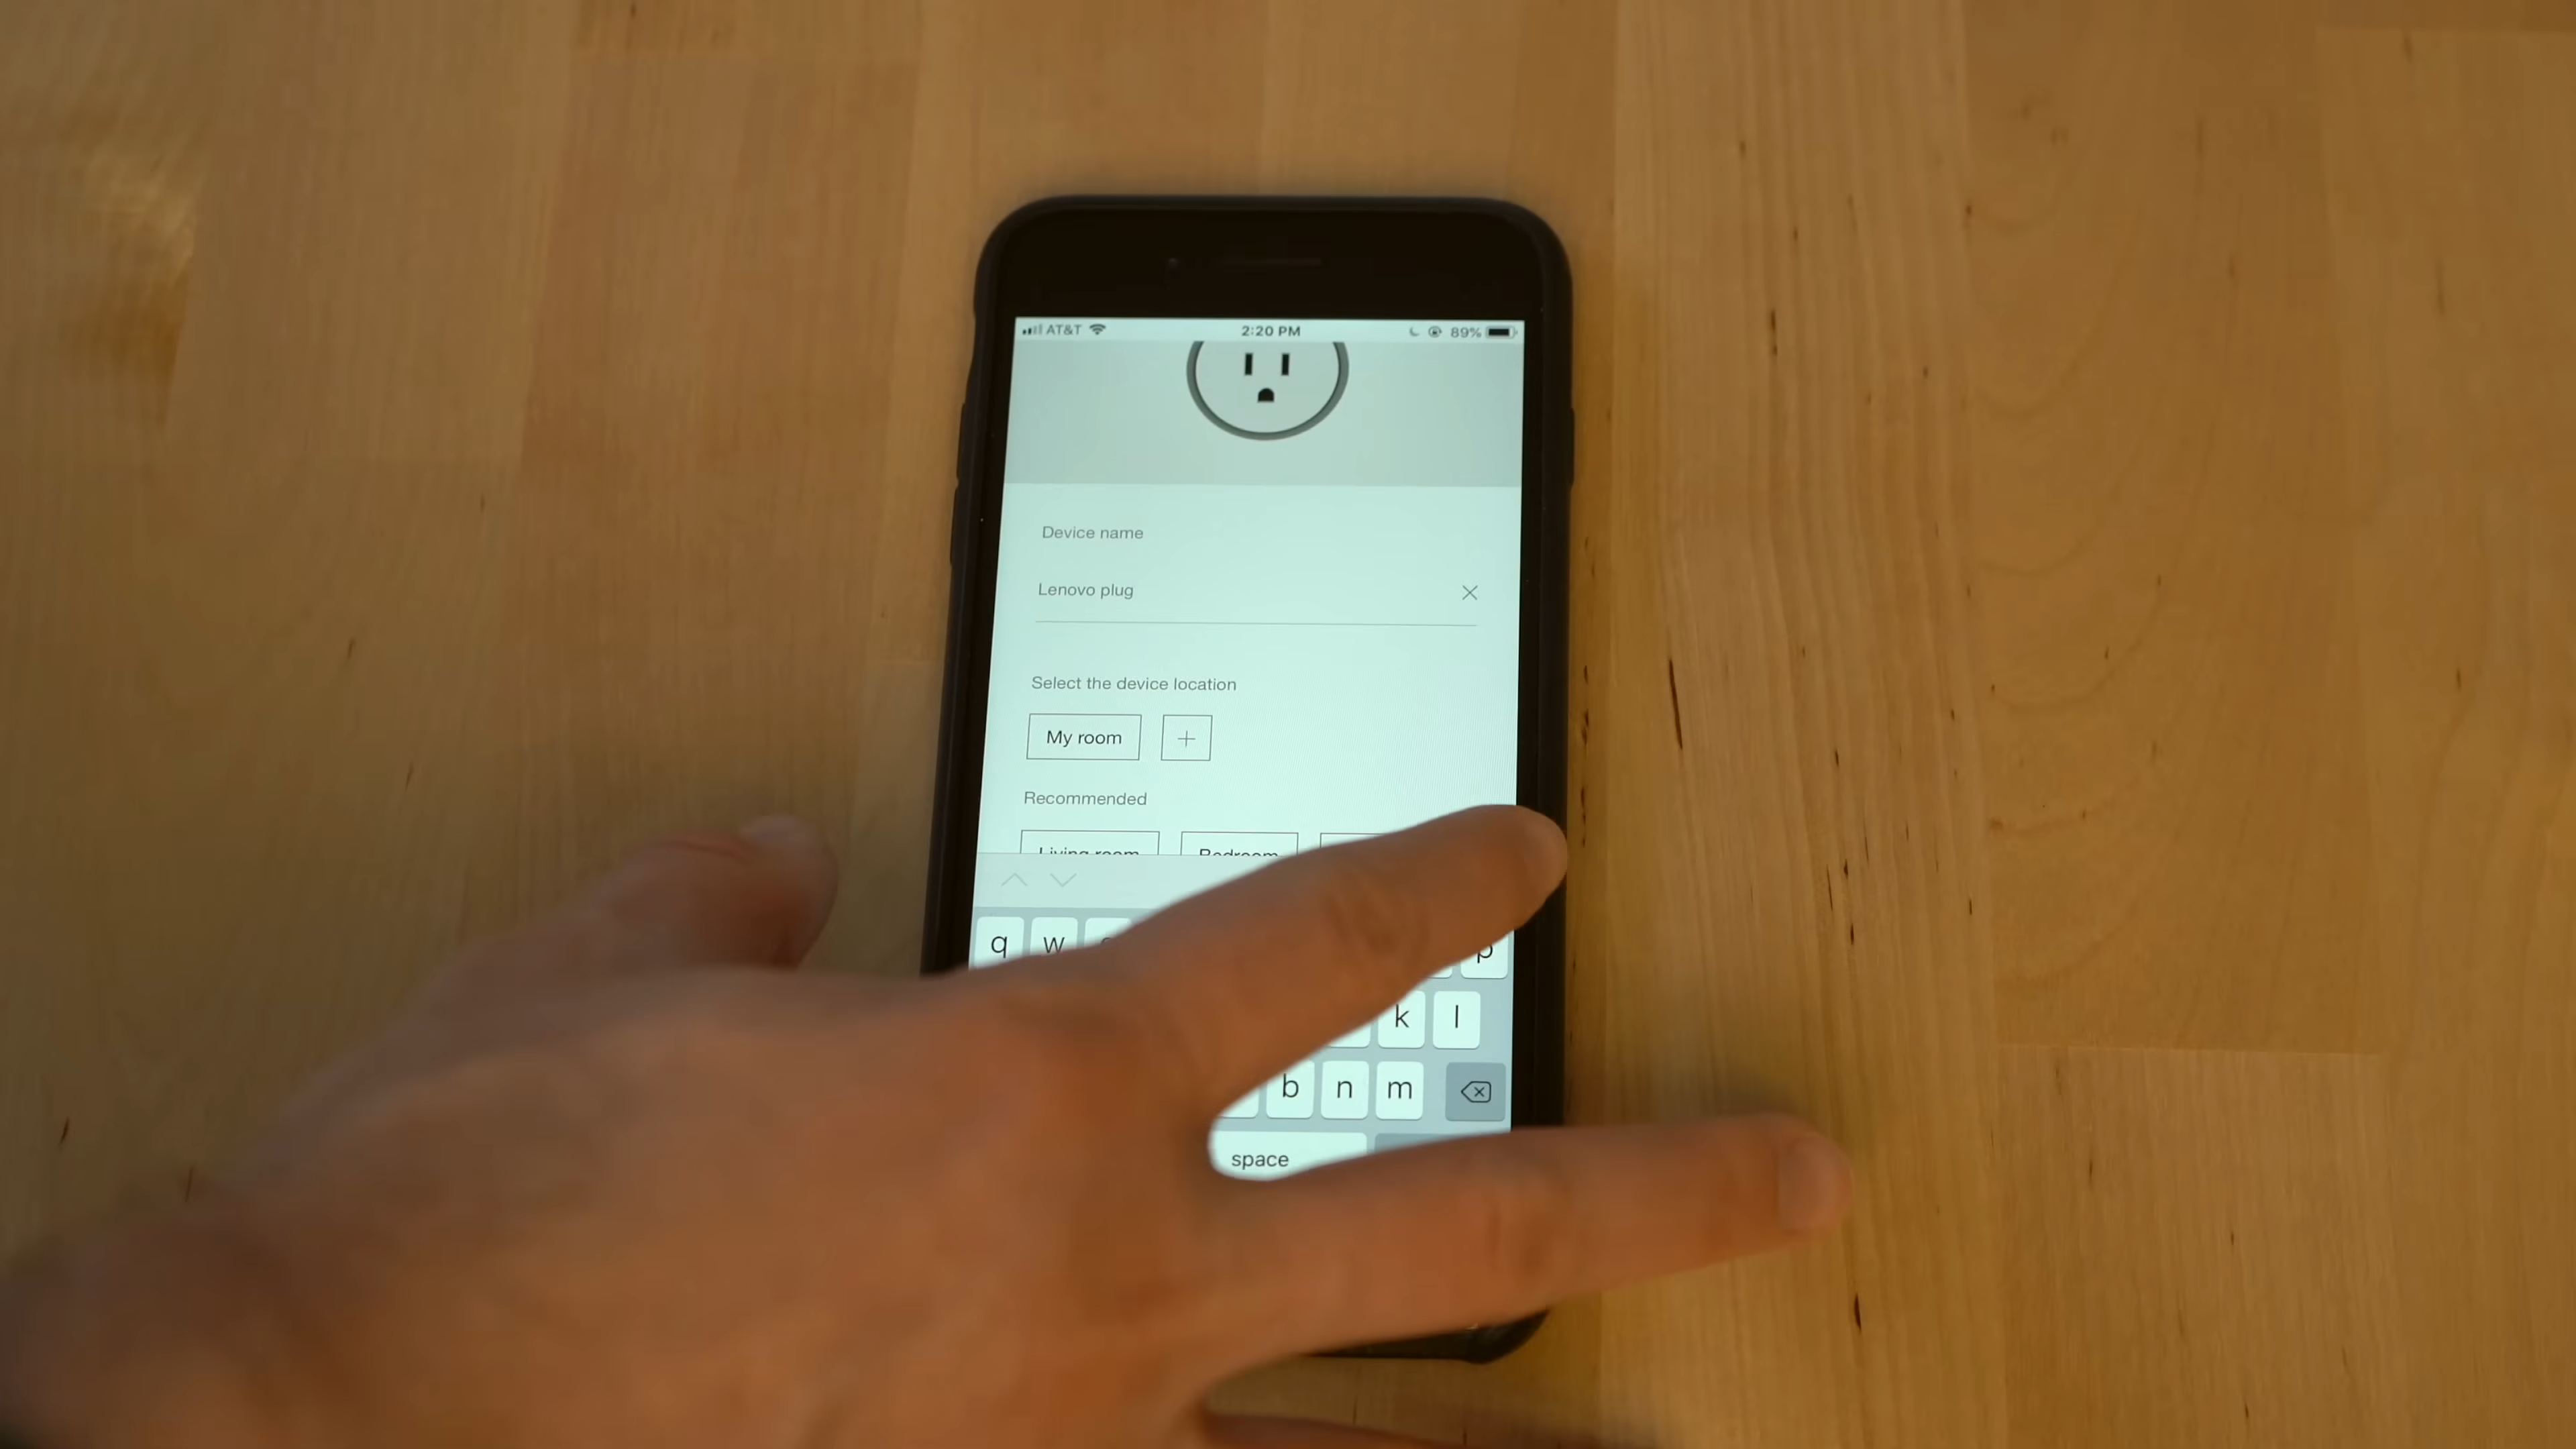 AT&T 2:20 PM 89%
Device name
Lenovo plug
Select the device location
My room +
Recommended
Living room Bedroom
q w p
k l
b n m
space